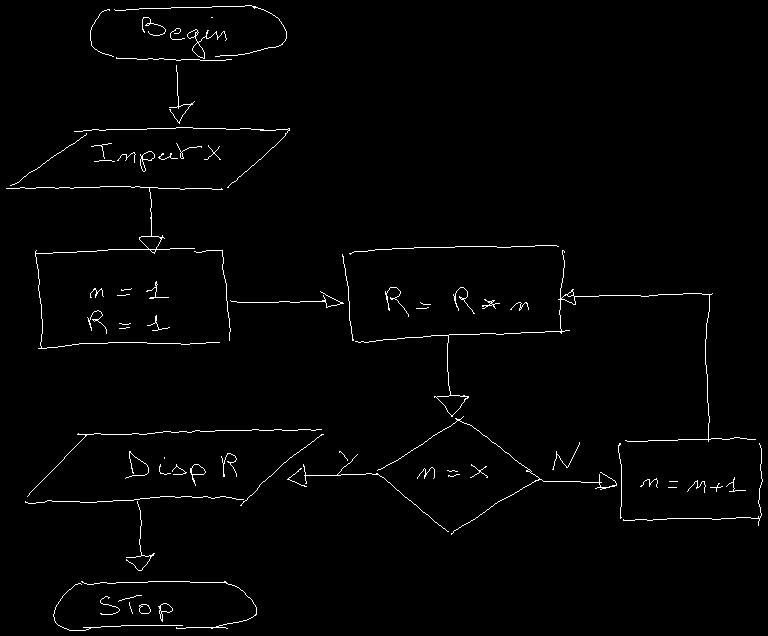 Begin
Input X
n = 1
R = 1
R = R * n
n = X
Y
N
n = n+1
Disp R
STop